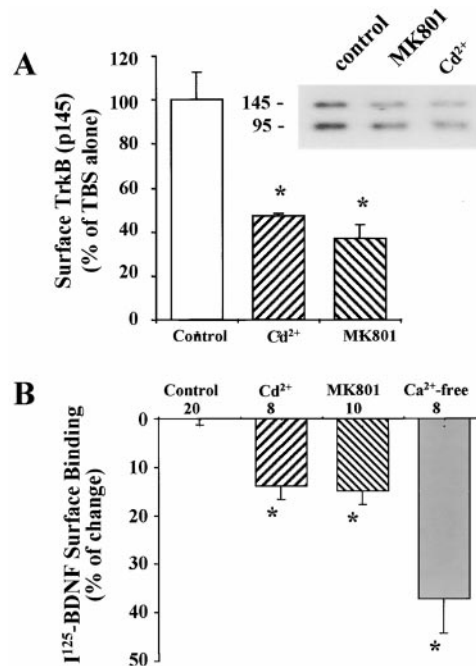 A
control
MK801
Cd²⁺
145 -
95 -
Surface TrkB (p145)
(% of TBS alone)
120
100
80
60
40
20
0
*
*
Control
Cd²⁺
MK801
B
Control
Cd²⁺
MK801
Ca²⁺-free
20
8
10
8
I¹²⁵-BDNF Surface Binding
(% of change)
0
10
20
30
40
50
*
*
*